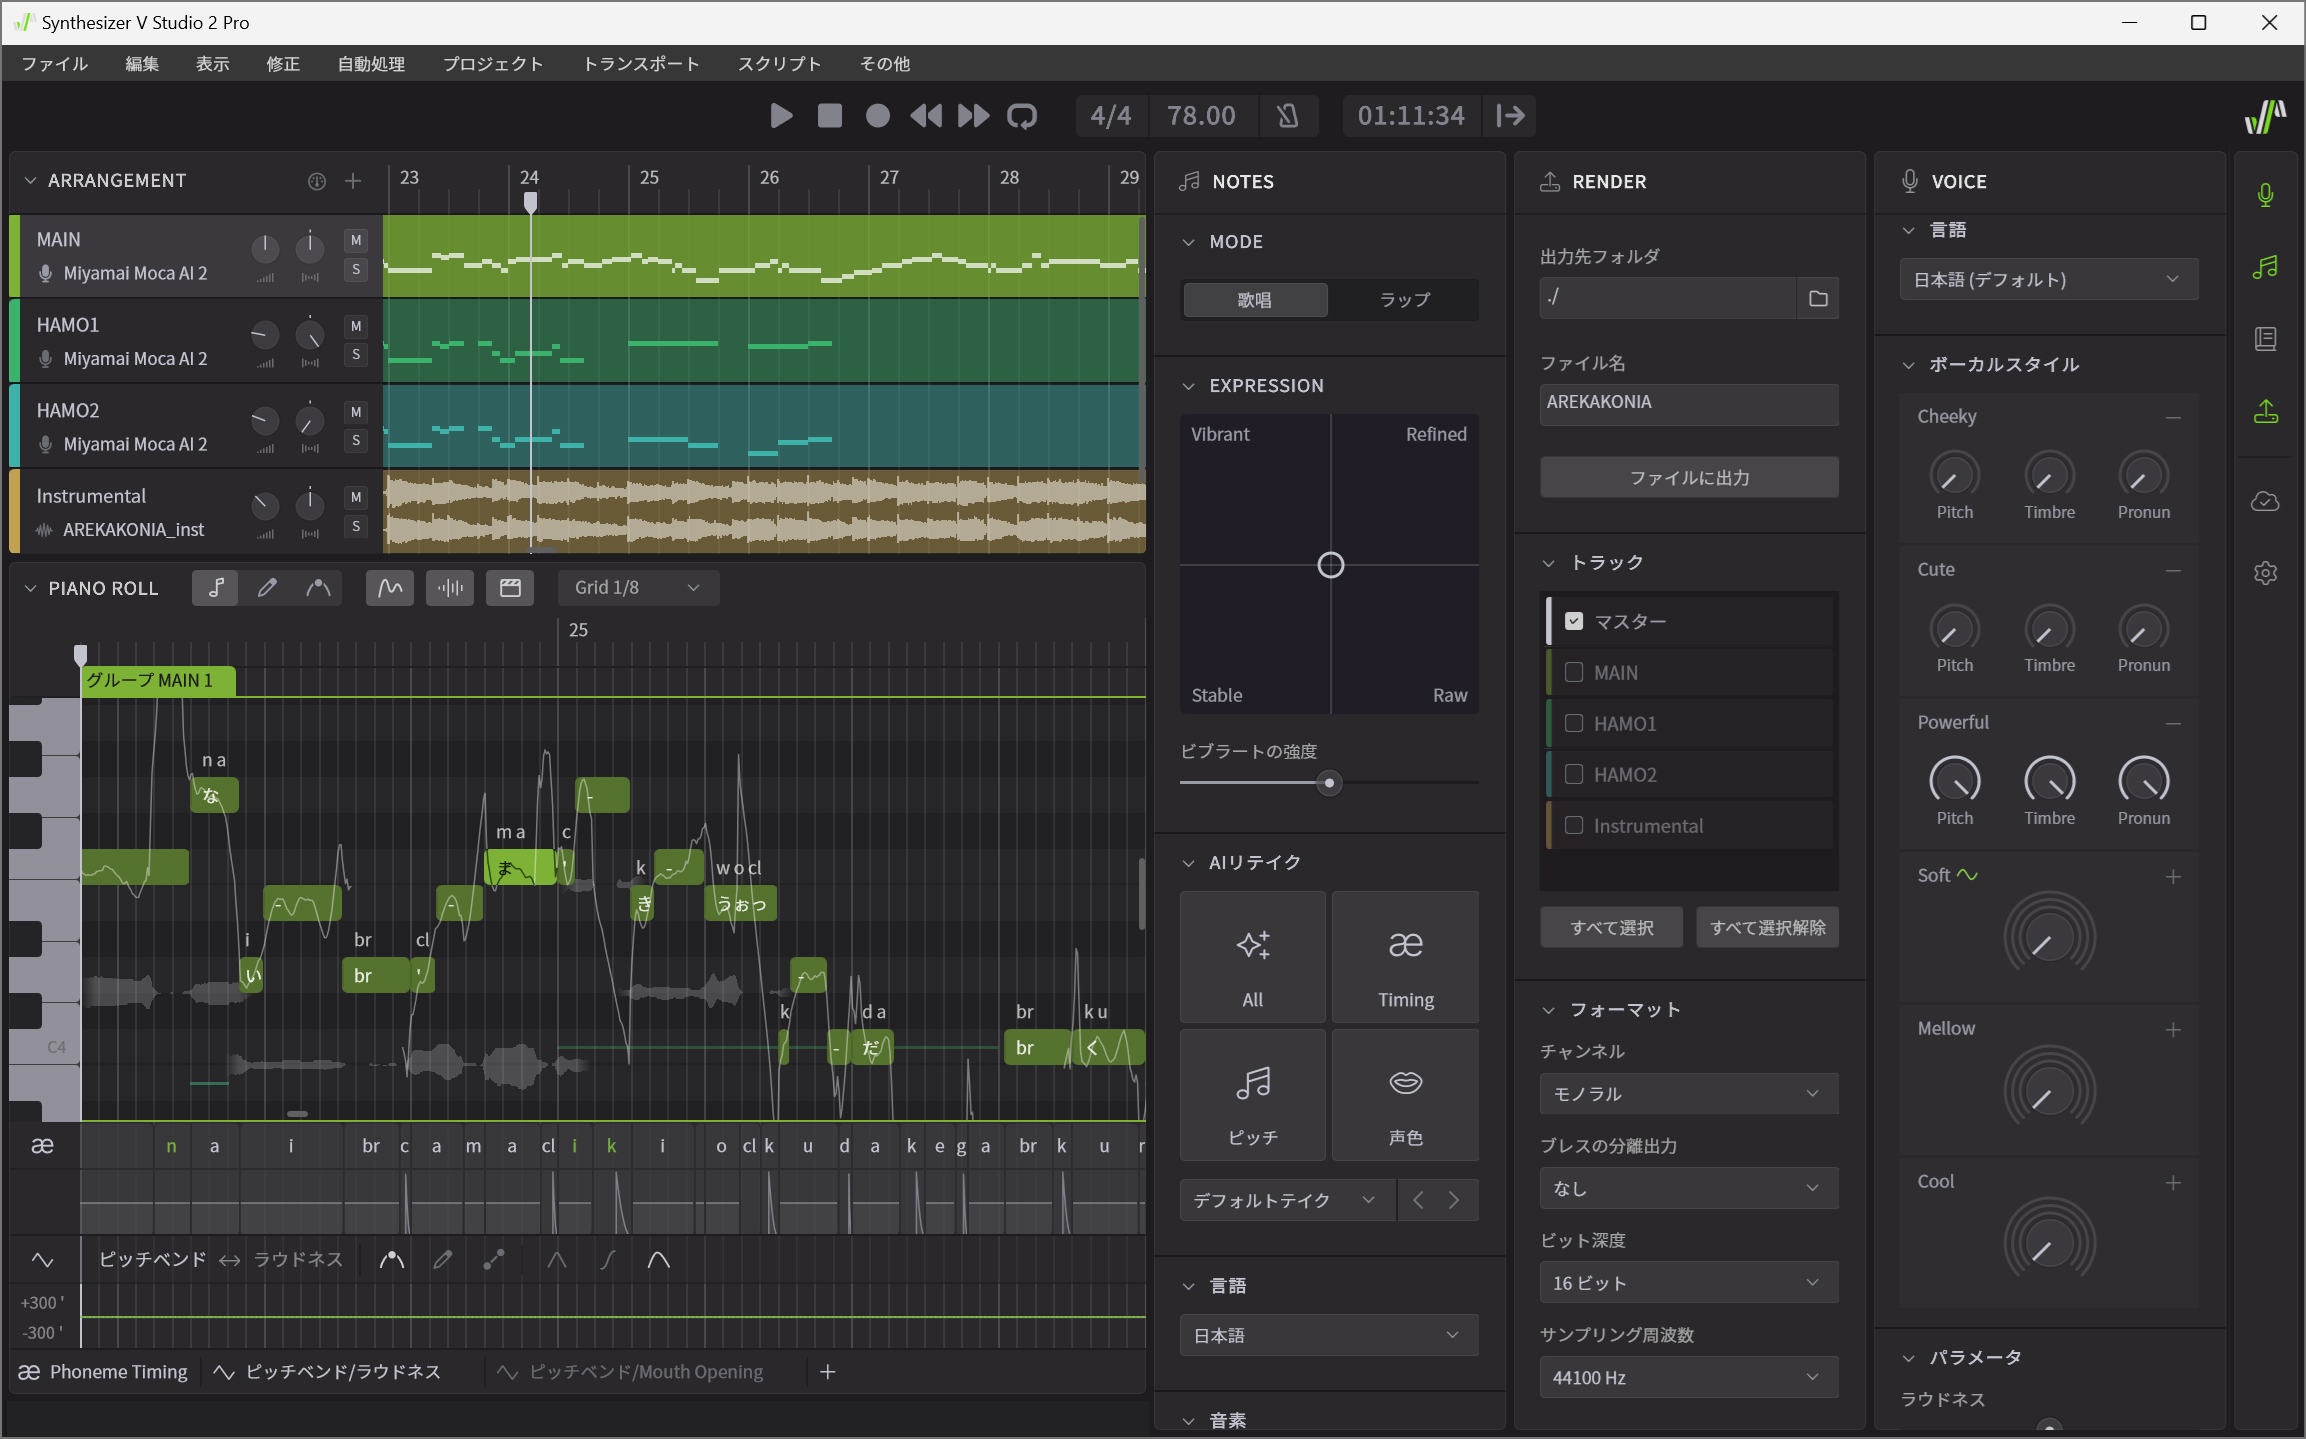 Synthesizer V Studio 2 Pro
ファイル 編集 表示 修正 自動処理 プロジェクト トランスポート スクリプト その他
4/4 78.00 01:11:34
ARRANGEMENT
23 24 25 26 27 28 29
MAIN M
Miyamai Moca AI 2 S
HAMO1 M
Miyamai Moca AI 2 S
HAMO2 M
Miyamai Moca AI 2 S
Instrumental M
AREKAKONIA_inst S
PIANO ROLL Grid 1/8
25
グループ MAIN 1
n a
な
m a c
- ま '
k w o cl
- き うぉっ
- -
i br cl
い br '
-
k d a br k u
- だ br く
C4
æ n a i br c a m a cl i k i o cl k u d a k e g a br k u r
ピッチベンド ↔ ラウドネス
+300 '
-300 '
æ Phoneme Timing ピッチベンド/ラウドネス ピッチベンド/Mouth Opening +
NOTES
MODE
歌唱 ラップ
EXPRESSION
Vibrant Refined
Stable Raw
ビブラートの強度
AIリテイク
All æ Timing
ピッチ 声色
デフォルトテイク
言語
日本語
音素
RENDER
出力先フォルダ
./
ファイル名
AREKAKONIA
ファイルに出力
トラック
マスター
MAIN
HAMO1
HAMO2
Instrumental
すべて選択 すべて選択解除
フォーマット
チャンネル
モノラル
ブレスの分離出力
なし
ビット深度
16 ビット
サンプリング周波数
44100 Hz
VOICE
言語
日本語 (デフォルト)
ボーカルスタイル
Cheeky
Pitch Timbre Pronun
Cute
Pitch Timbre Pronun
Powerful
Pitch Timbre Pronun
Soft
Mellow
Cool
パラメータ
ラウドネス